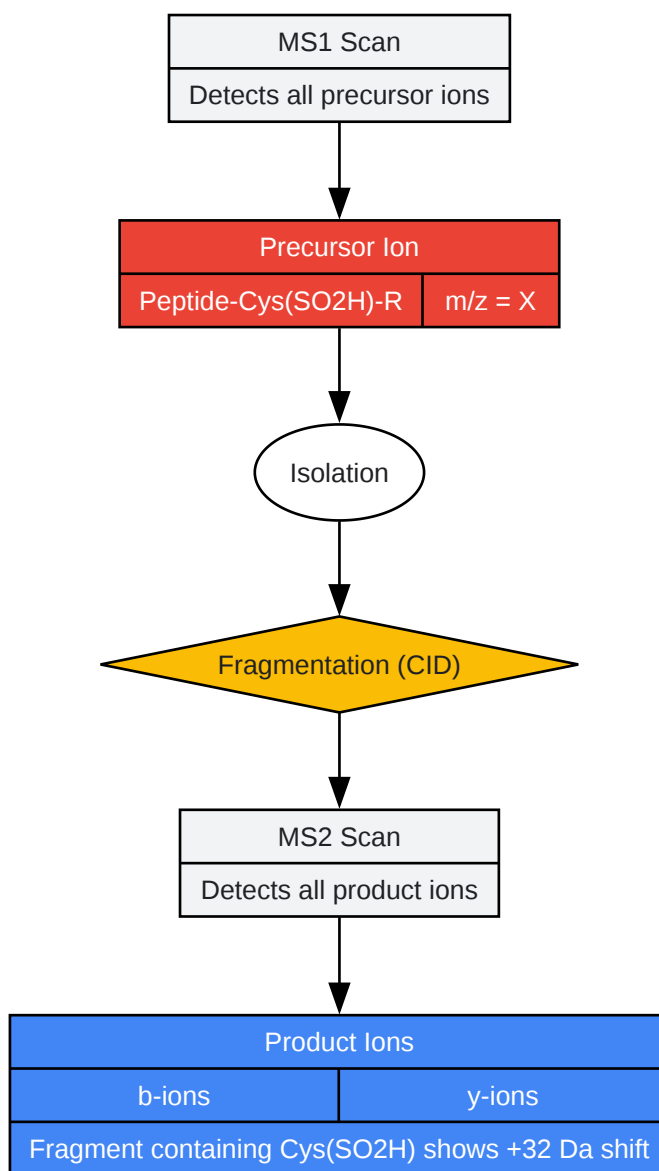 MS1 Scan
Detects all precursor ions
Precursor Ion
Peptide-Cys(SO2H)-R
m/z = X
Isolation
Fragmentation (CID)
MS2 Scan
Detects all product ions
Product Ions
b-ions
y-ions
Fragment containing Cys(SO2H) shows +32 Da shift